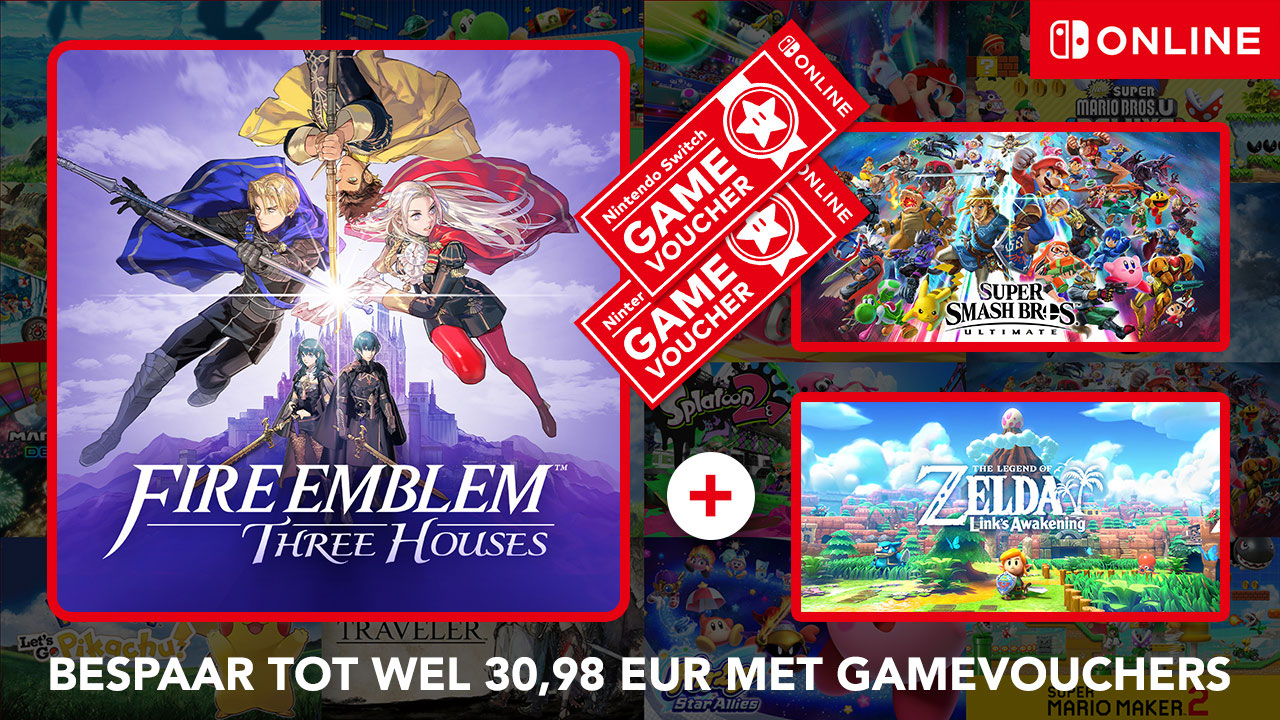 ONLINE
FIRE EMBLEM™
THREE HOUSES
ONLINE
Nintendo Switch
GAME
VOUCHER
ONLINE
GAME
VOUCHER
SUPER
MARIO BROS.U
SUPER
SMASH BROS.
ULTIMATE
Splatoon 2
+
THE LEGEND OF
ZELDA
Link's Awakening
Let's
Go
Pikachu!
TRAVELER
Star Allies
SUPER
MARIO MAKER 2
BESPAAR TOT WEL 30,98 EUR MET GAMEVOUCHERS